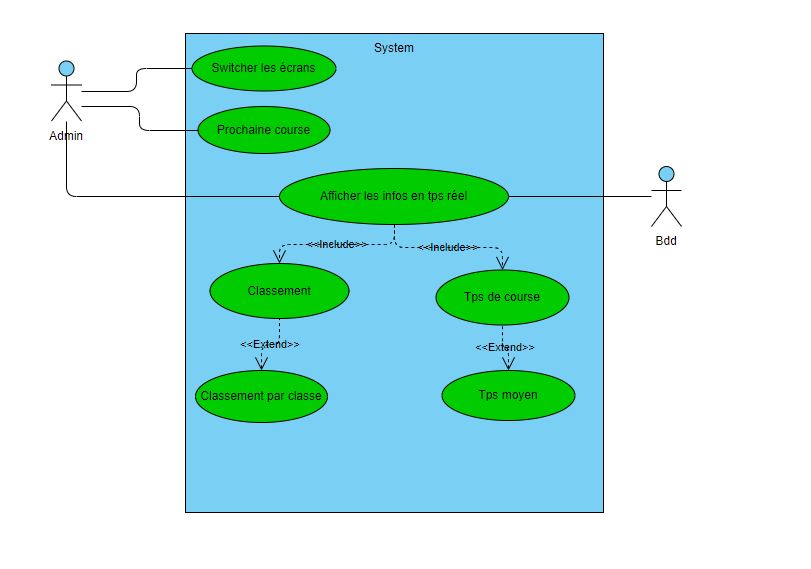 System
Switcher les écrans
Admin
Prochaine course
Afficher les infos en tps réel
Bdd
<<Include>>
<<Include>>
Classement
Tps de course
<<Extend>>
<<Extend>>
Classement par classe
Tps moyen